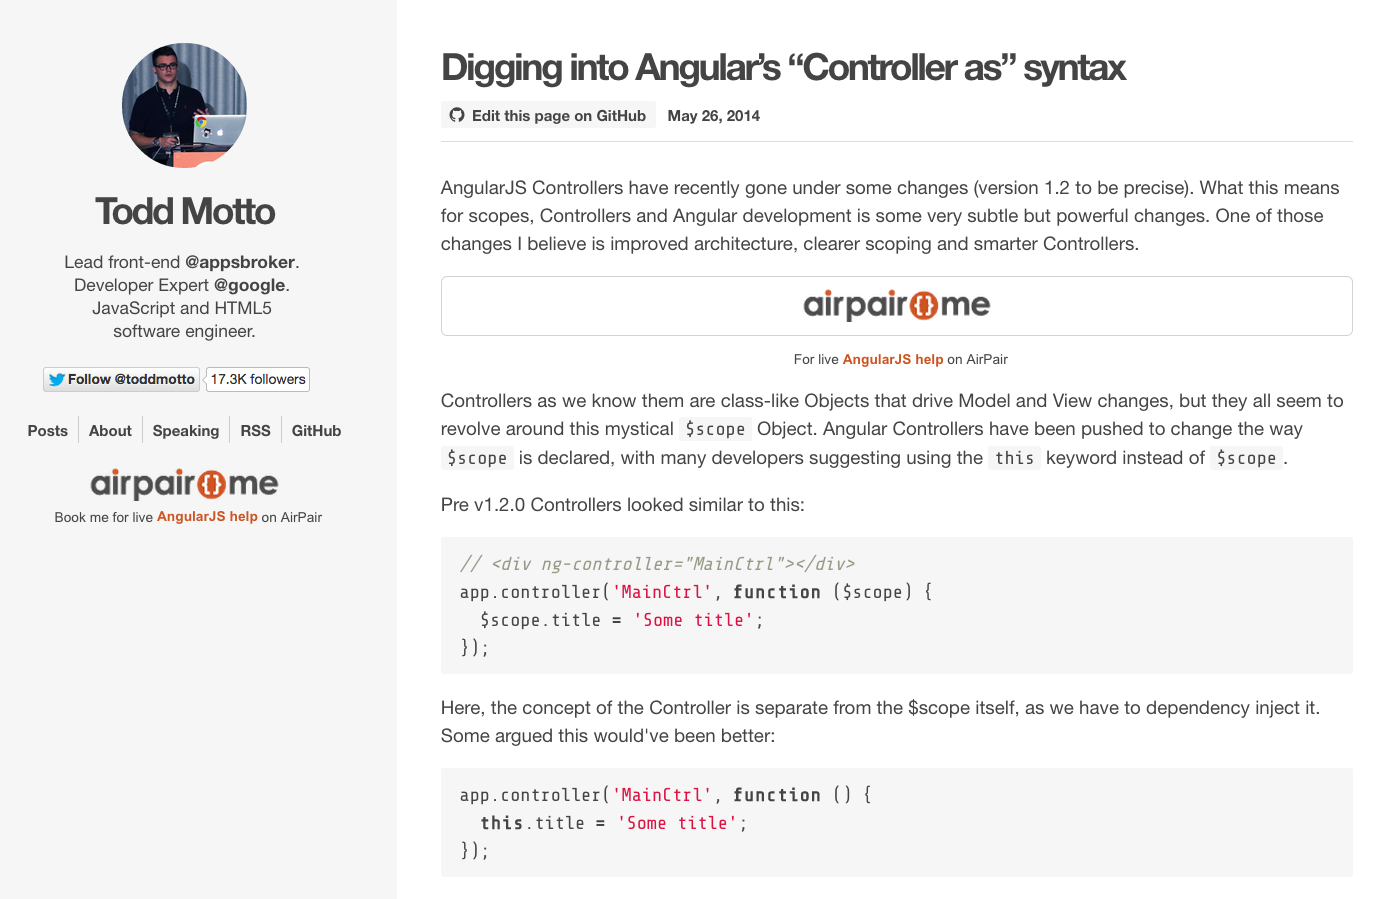 Todd Motto
Lead front-end @appsbroker.
Developer Expert @google.
JavaScript and HTML5
software engineer.
Follow @toddmotto 17.3K followers
Posts About Speaking RSS GitHub
airpair{}me
Book me for live AngularJS help on AirPair
Digging into Angular’s “Controller as” syntax
Edit this page on GitHub May 26, 2014
AngularJS Controllers have recently gone under some changes (version 1.2 to be precise). What this means
for scopes, Controllers and Angular development is some very subtle but powerful changes. One of those
changes I believe is improved architecture, clearer scoping and smarter Controllers.
airpair{}me
For live AngularJS help on AirPair
Controllers as we know them are class-like Objects that drive Model and View changes, but they all seem to
revolve around this mystical $scope Object. Angular Controllers have been pushed to change the way
$scope is declared, with many developers suggesting using the this keyword instead of $scope.
Pre v1.2.0 Controllers looked similar to this:
// <div ng-controller="MainCtrl"></div>
app.controller('MainCtrl', function ($scope) {
  $scope.title = 'Some title';
});
Here, the concept of the Controller is separate from the $scope itself, as we have to dependency inject it.
Some argued this would've been better:
app.controller('MainCtrl', function () {
  this.title = 'Some title';
});